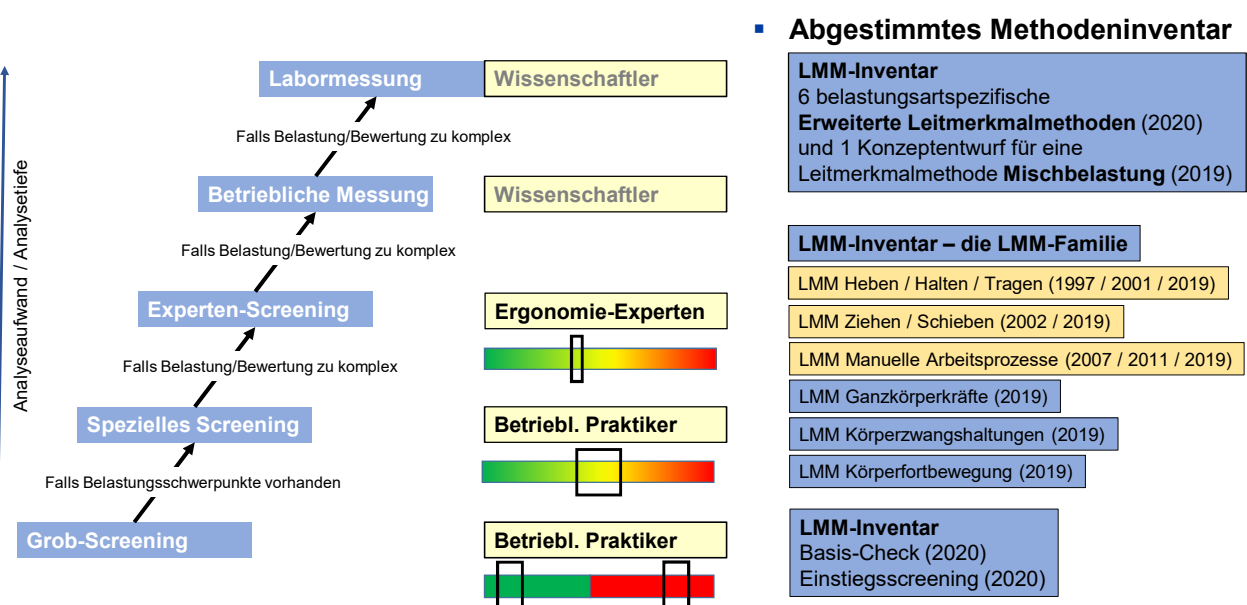 Abgestimmtes Methodeninventar
Analyseaufwand / Analysetiefe
Labormessung
Wissenschaftler
Falls Belastung/Bewertung zu komplex
Betriebliche Messung
Wissenschaftler
Falls Belastung/Bewertung zu komplex
Experten-Screening
Ergonomie-Experten
Falls Belastung/Bewertung zu komplex
Spezielles Screening
Betriebl. Praktiker
Falls Belastungsschwerpunkte vorhanden
Grob-Screening
Betriebl. Praktiker
LMM-Inventar
6 belastungsartspezifische
Erweiterte Leitmerkmalmethoden (2020)
und 1 Konzeptentwurf für eine
Leitmerkmalmethode Mischbelastung (2019)
LMM-Inventar – die LMM-Familie
LMM Heben / Halten / Tragen (1997 / 2001 / 2019)
LMM Ziehen / Schieben (2002 / 2019)
LMM Manuelle Arbeitsprozesse (2007 / 2011 / 2019)
LMM Ganzkörperkräfte (2019)
LMM Körperzwangshaltungen (2019)
LMM Körperfortbewegung (2019)
LMM-Inventar
Basis-Check (2020)
Einstiegsscreening (2020)